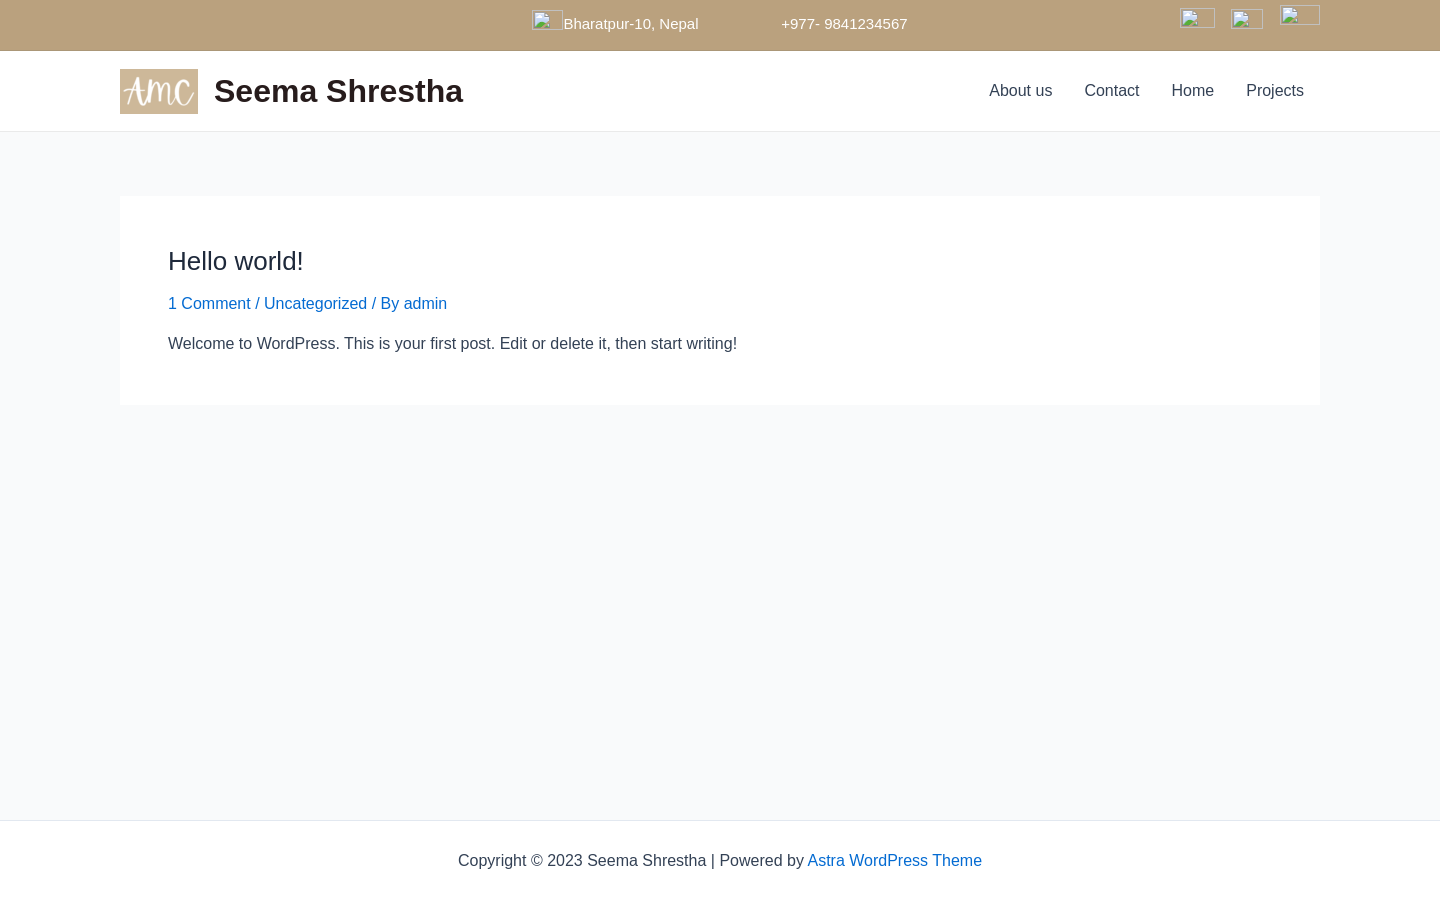 Bharatpur-10, Nepal
+977- 9841234567
AMC
Seema Shrestha
About us
Contact
Home
Projects
Hello world!
1 Comment / Uncategorized / By admin
Welcome to WordPress. This is your first post. Edit or delete it, then start writing!
Copyright © 2023 Seema Shrestha | Powered by Astra WordPress Theme